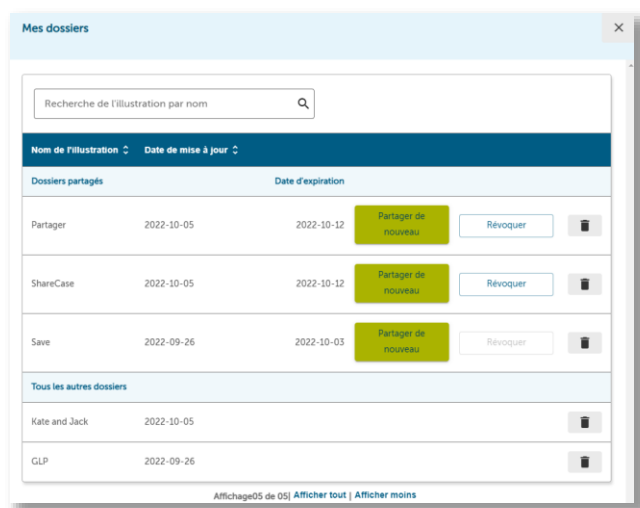 Mes dossiers
Recherche de l'illustration par nom
Nom de l'illustration Date de mise à jour
Dossiers partagés Date d'expiration
Partager 2022-10-05 2022-10-12 Partager de nouveau Révoquer
ShareCase 2022-10-05 2022-10-12 Partager de nouveau Révoquer
Save 2022-09-26 2022-10-03 Partager de nouveau Révoquer
Tous les autres dossiers
Kate and Jack 2022-10-05
GLP 2022-09-26
Affichage05 de 05| Afficher tout | Afficher moins